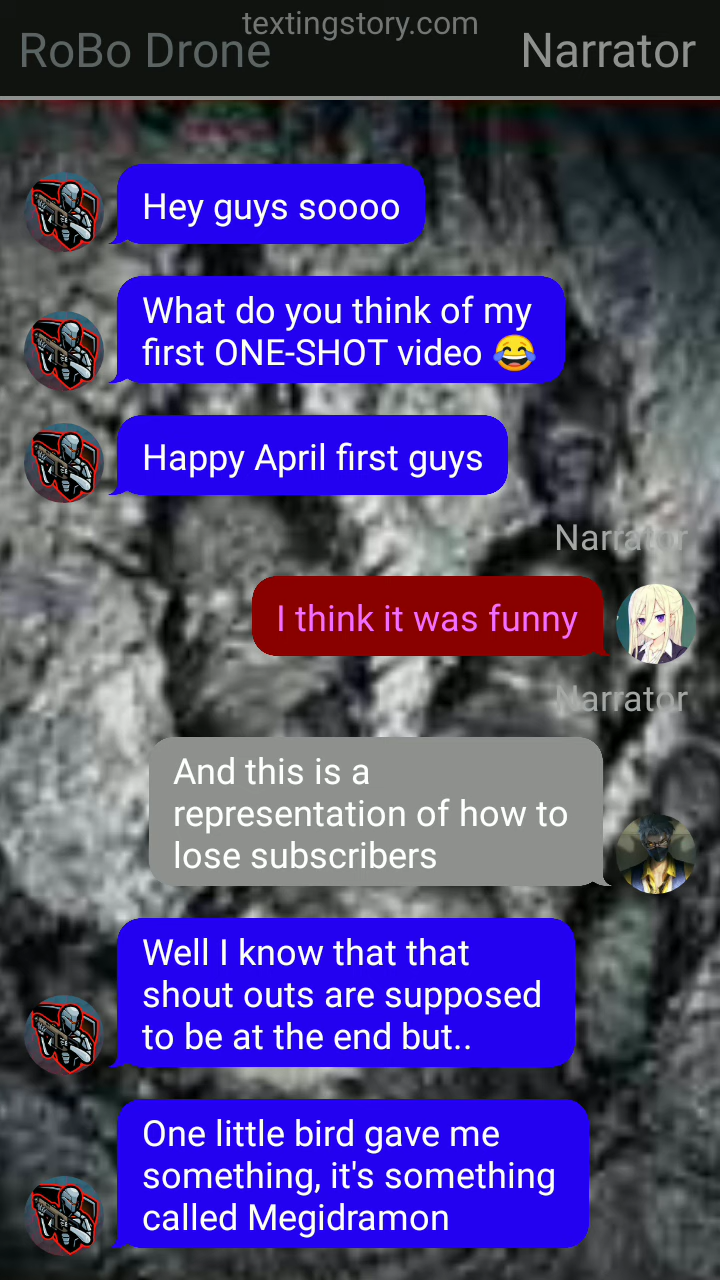 textingstory.com
RoBo Drone
Narrator
Hey guys soooo
What do you think of my
first ONE-SHOT video 😂
Happy April first guys
Narrator
I think it was funny
Narrator
And this is a
representation of how to
lose subscribers
Well I know that that
shout outs are supposed
to be at the end but..
One little bird gave me
something, it's something
called Megidramon